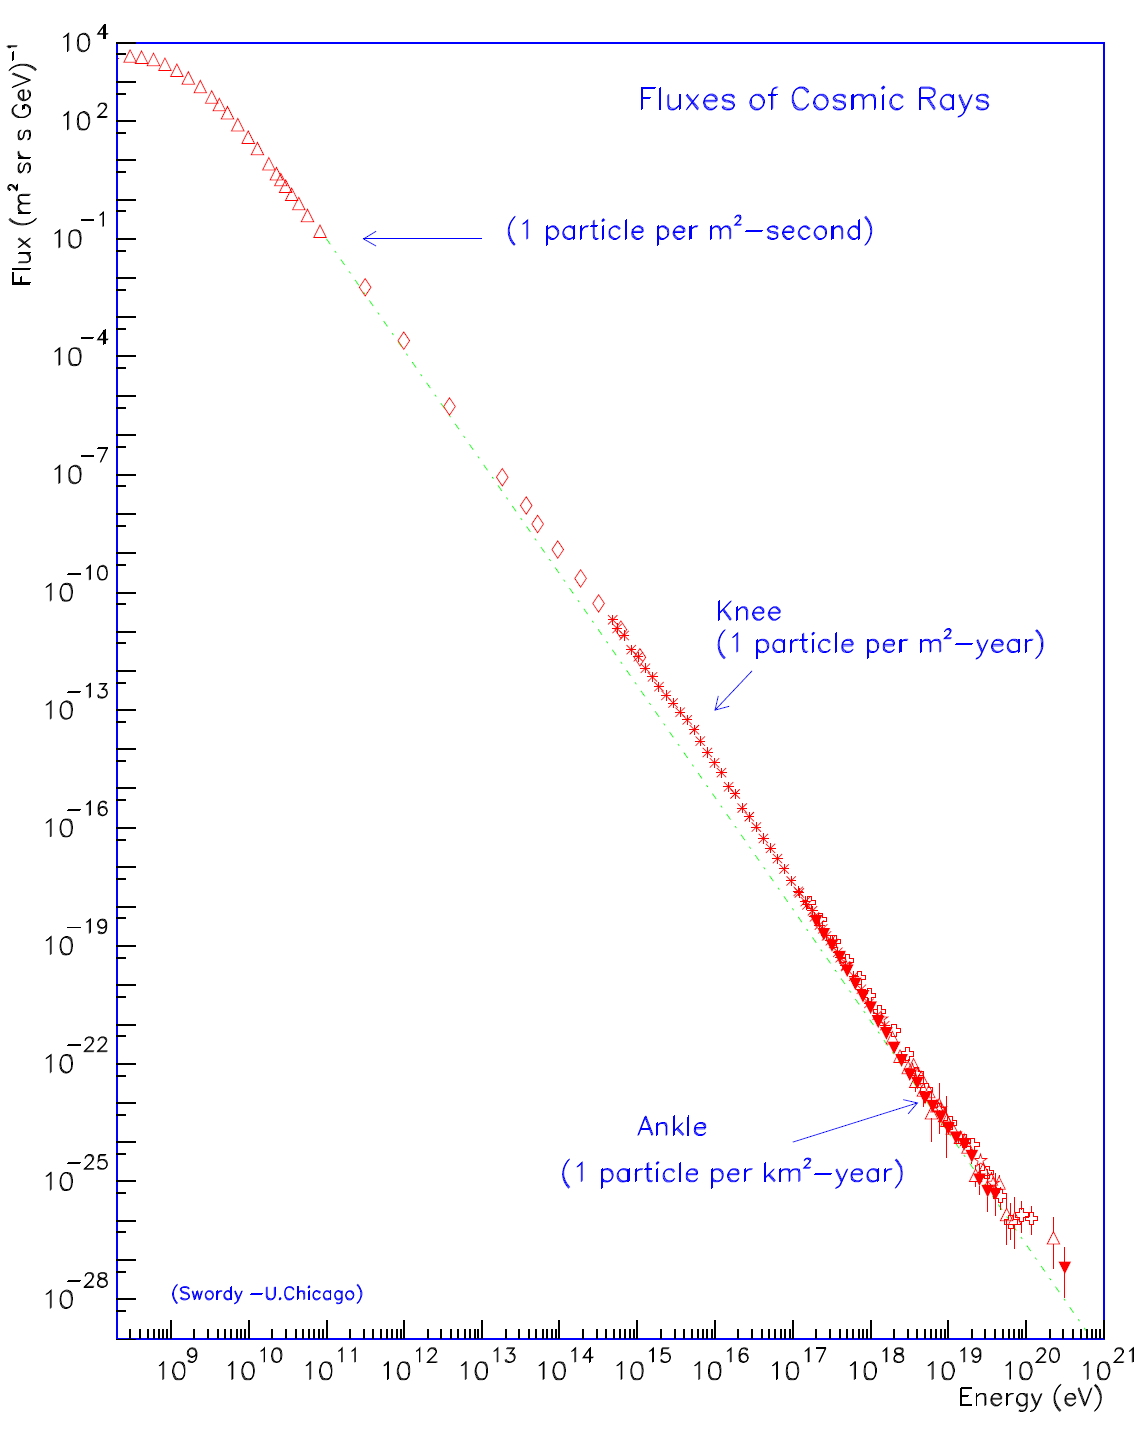 Fluxes of Cosmic Rays
Flux (m² sr s GeV)⁻¹
10⁴
10²
10⁻¹
10⁻⁴
10⁻⁷
10⁻¹⁰
10⁻¹³
10⁻¹⁶
10⁻¹⁹
10⁻²²
10⁻²⁵
10⁻²⁸
(1 particle per m²−second)
Knee
(1 particle per m²−year)
Ankle
(1 particle per km²−year)
(Swordy −U.Chicago)
10⁹ 10¹⁰ 10¹¹ 10¹² 10¹³ 10¹⁴ 10¹⁵ 10¹⁶ 10¹⁷ 10¹⁸ 10¹⁹ 10²⁰ 10²¹
Energy (eV)